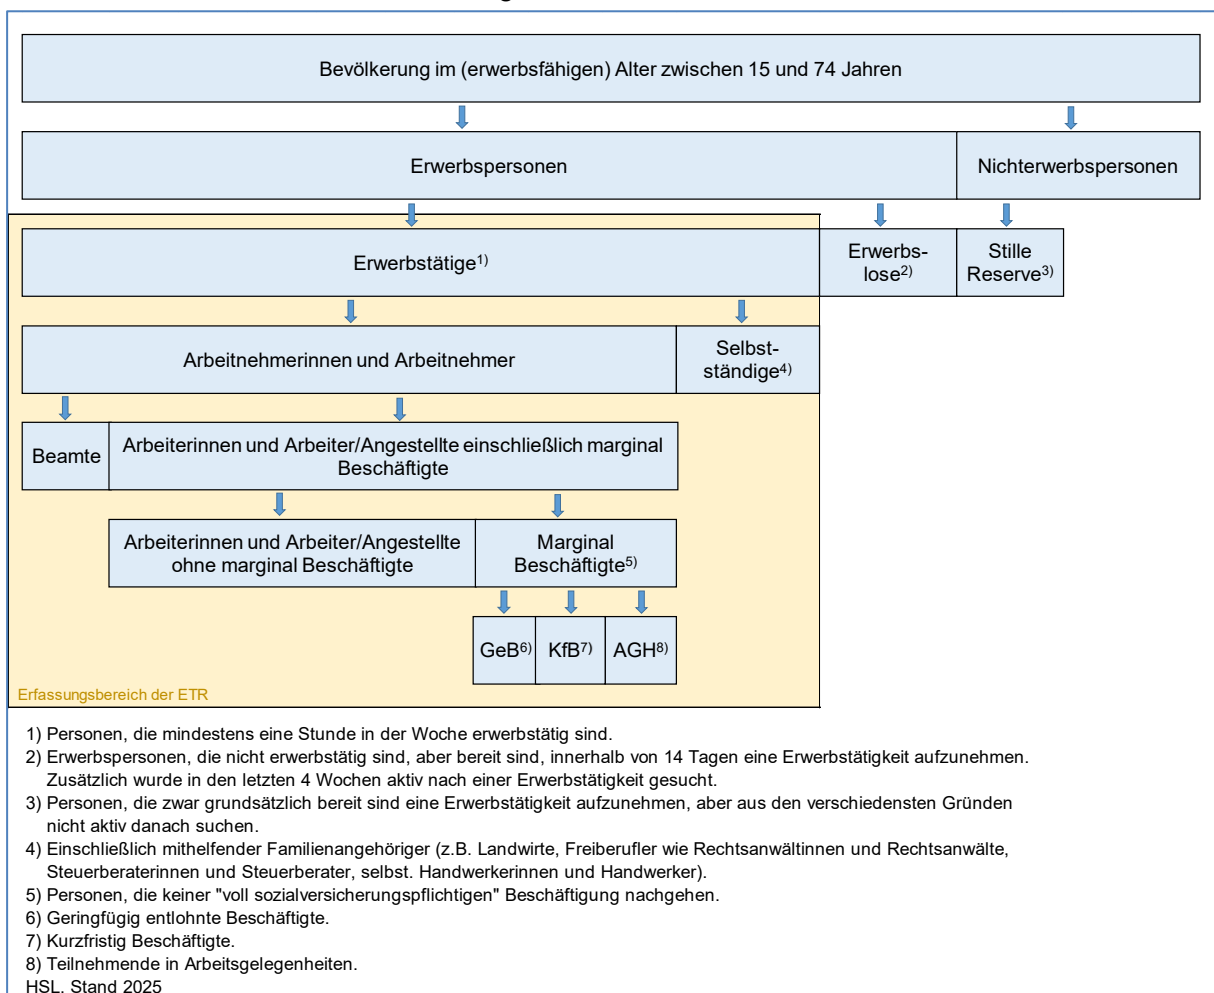 Bevölkerung im (erwerbsfähigen) Alter zwischen 15 und 74 Jahren
Erwerbspersonen
Nichterwerbspersonen
Erwerbstätige1)
Erwerbs-
lose2)
Stille
Reserve3)
Arbeitnehmerinnen und Arbeitnehmer
Selbst-
ständige4)
Beamte
Arbeiterinnen und Arbeiter/Angestellte einschließlich marginal
Beschäftigte
Arbeiterinnen und Arbeiter/Angestellte
ohne marginal Beschäftigte
Marginal
Beschäftigte5)
GeB6)
KfB7)
AGH8)
Erfassungsbereich der ETR
1) Personen, die mindestens eine Stunde in der Woche erwerbstätig sind.
2) Erwerbspersonen, die nicht erwerbstätig sind, aber bereit sind, innerhalb von 14 Tagen eine Erwerbstätigkeit aufzunehmen.
Zusätzlich wurde in den letzten 4 Wochen aktiv nach einer Erwerbstätigkeit gesucht.
3) Personen, die zwar grundsätzlich bereit sind eine Erwerbstätigkeit aufzunehmen, aber aus den verschiedensten Gründen
nicht aktiv danach suchen.
4) Einschließlich mithelfender Familienangehöriger (z.B. Landwirte, Freiberufler wie Rechtsanwältinnen und Rechtsanwälte,
Steuerberaterinnen und Steuerberater, selbst. Handwerkerinnen und Handwerker).
5) Personen, die keiner "voll sozialversicherungspflichtigen" Beschäftigung nachgehen.
6) Geringfügig entlohnte Beschäftigte.
7) Kurzfristig Beschäftigte.
8) Teilnehmende in Arbeitsgelegenheiten.
HSL, Stand 2025